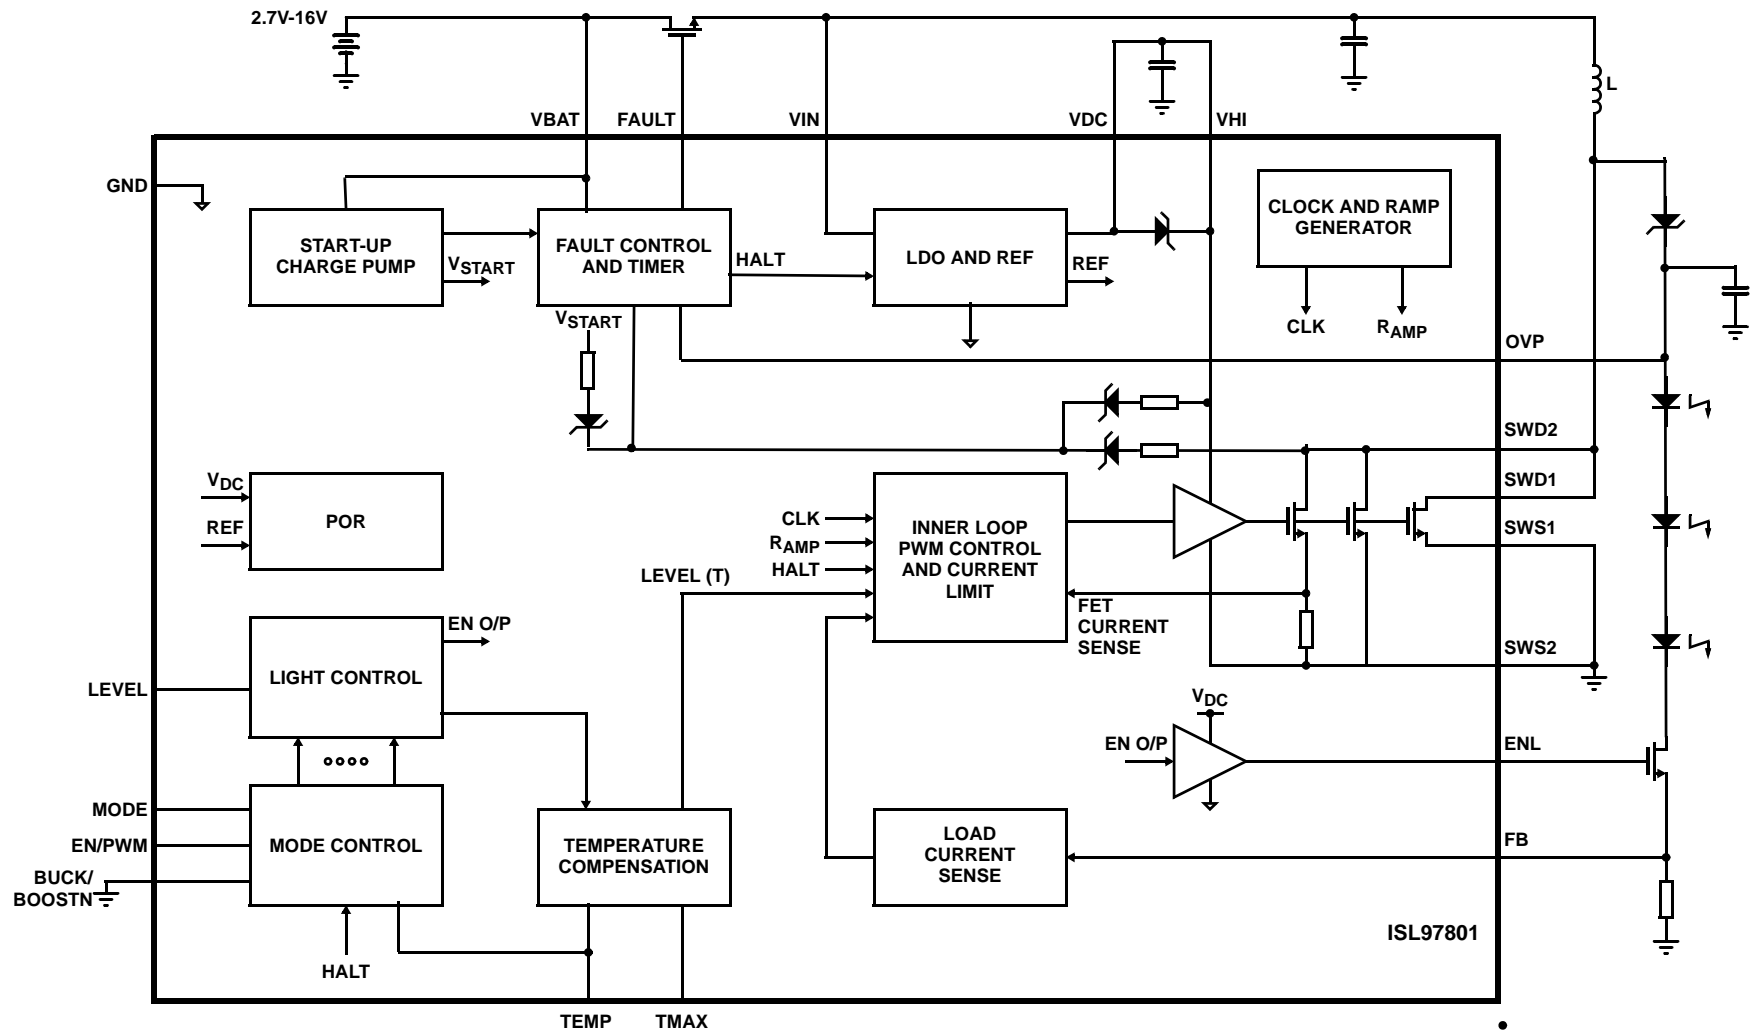 2.7V-16V
L
VBAT
FAULT
VIN
VDC
VHI
GND
START-UP
CHARGE PUMP
VSTART
FAULT CONTROL
AND TIMER
HALT
LDO AND REF
REF
CLOCK AND RAMP
GENERATOR
CLK
RAMP
VSTART
OVP
SWD2
SWD1
SWS1
SWS2
VDC
REF
POR
CLK
RAMP
HALT
LEVEL (T)
INNER LOOP
PWM CONTROL
AND CURRENT
LIMIT
FET
CURRENT
SENSE
LEVEL
LIGHT CONTROL
EN O/P
VDC
EN O/P
ENL
MODE
EN/PWM
BUCK/
BOOSTN
MODE CONTROL
HALT
TEMPERATURE
COMPENSATION
LOAD
CURRENT
SENSE
FB
ISL97801
TEMP
TMAX